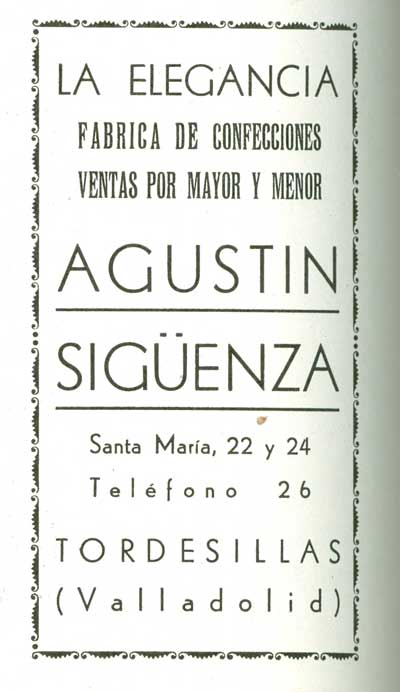 LA ELEGANCIA
FABRICA DE CONFECCIONES
VENTAS POR MAYOR Y MENOR
AGUSTIN
SIGÜENZA
Santa María, 22 y 24
Teléfono 26
TORDESILLAS
(Valladolid)